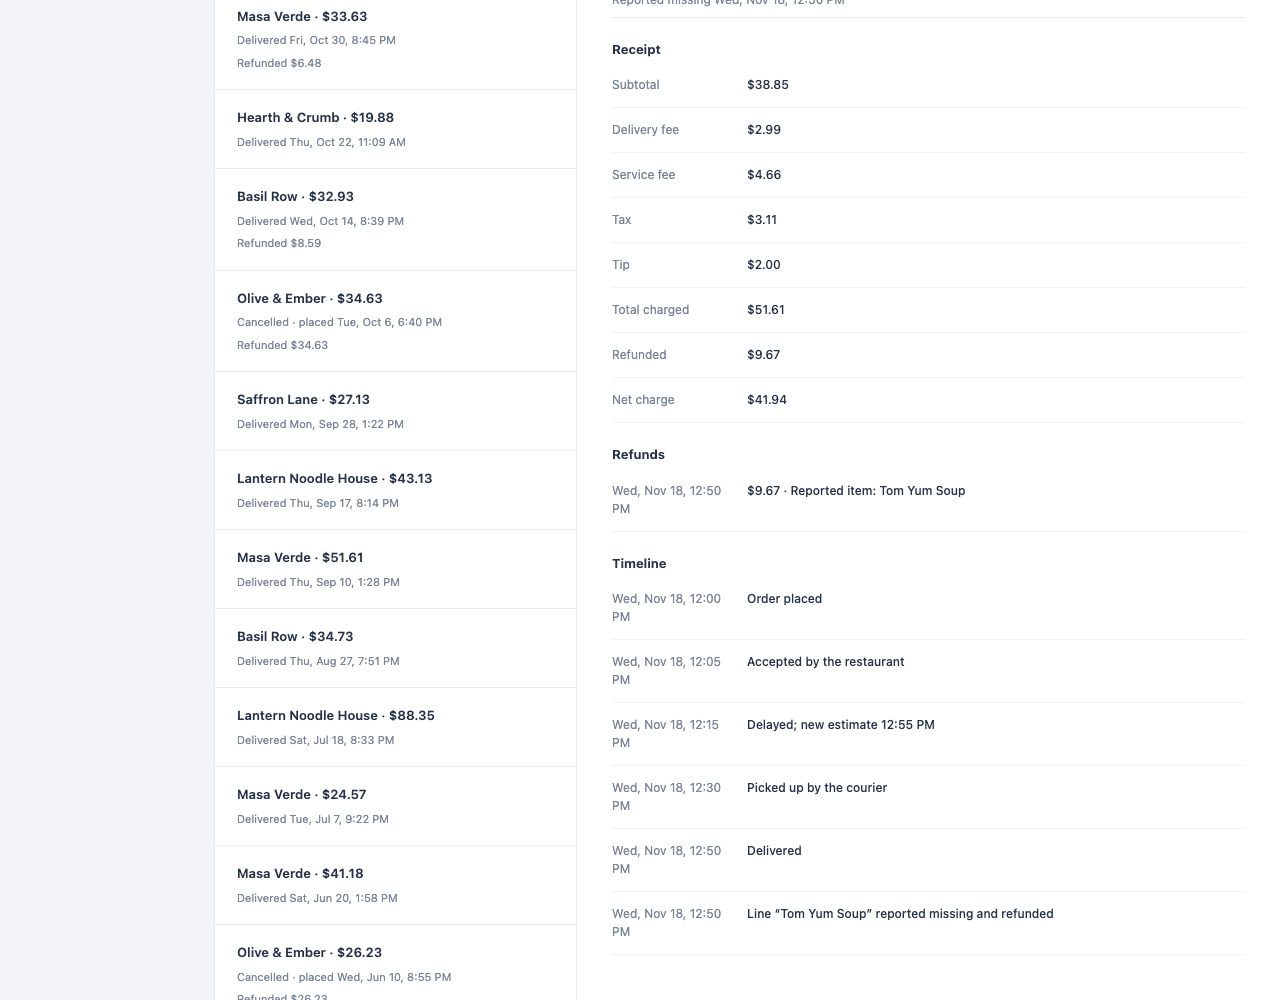 Masa Verde · $33.63
Delivered Fri, Oct 30, 8:45 PM
Refunded $6.48
Hearth & Crumb · $19.88
Delivered Thu, Oct 22, 11:09 AM
Basil Row · $32.93
Delivered Wed, Oct 14, 8:39 PM
Refunded $8.59
Olive & Ember · $34.63
Cancelled · placed Tue, Oct 6, 6:40 PM
Refunded $34.63
Saffron Lane · $27.13
Delivered Mon, Sep 28, 1:22 PM
Lantern Noodle House · $43.13
Delivered Thu, Sep 17, 8:14 PM
Masa Verde · $51.61
Delivered Thu, Sep 10, 1:28 PM
Basil Row · $34.73
Delivered Thu, Aug 27, 7:51 PM
Lantern Noodle House · $88.35
Delivered Sat, Jul 18, 8:33 PM
Masa Verde · $24.57
Delivered Tue, Jul 7, 9:22 PM
Masa Verde · $41.18
Delivered Sat, Jun 20, 1:58 PM
Olive & Ember · $26.23
Cancelled · placed Wed, Jun 10, 8:55 PM
Refunded $26.23
Reported missing Wed, Nov 18, 12:50 PM
Receipt
Subtotal $38.85
Delivery fee $2.99
Service fee $4.66
Tax $3.11
Tip $2.00
Total charged $51.61
Refunded $9.67
Net charge $41.94
Refunds
Wed, Nov 18, 12:50 $9.67 · Reported item: Tom Yum Soup
PM
Timeline
Wed, Nov 18, 12:00 Order placed
PM
Wed, Nov 18, 12:05 Accepted by the restaurant
PM
Wed, Nov 18, 12:15 Delayed; new estimate 12:55 PM
PM
Wed, Nov 18, 12:30 Picked up by the courier
PM
Wed, Nov 18, 12:50 Delivered
PM
Wed, Nov 18, 12:50 Line “Tom Yum Soup” reported missing and refunded
PM